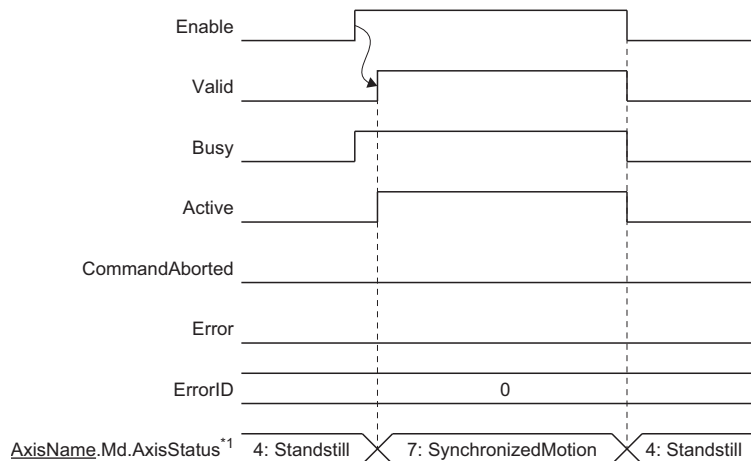 Enable
Valid
Busy
Active
CommandAborted
Error
ErrorID 0
AxisName.Md.AxisStatus*1 4: Standstill 7: SynchronizedMotion 4: Standstill